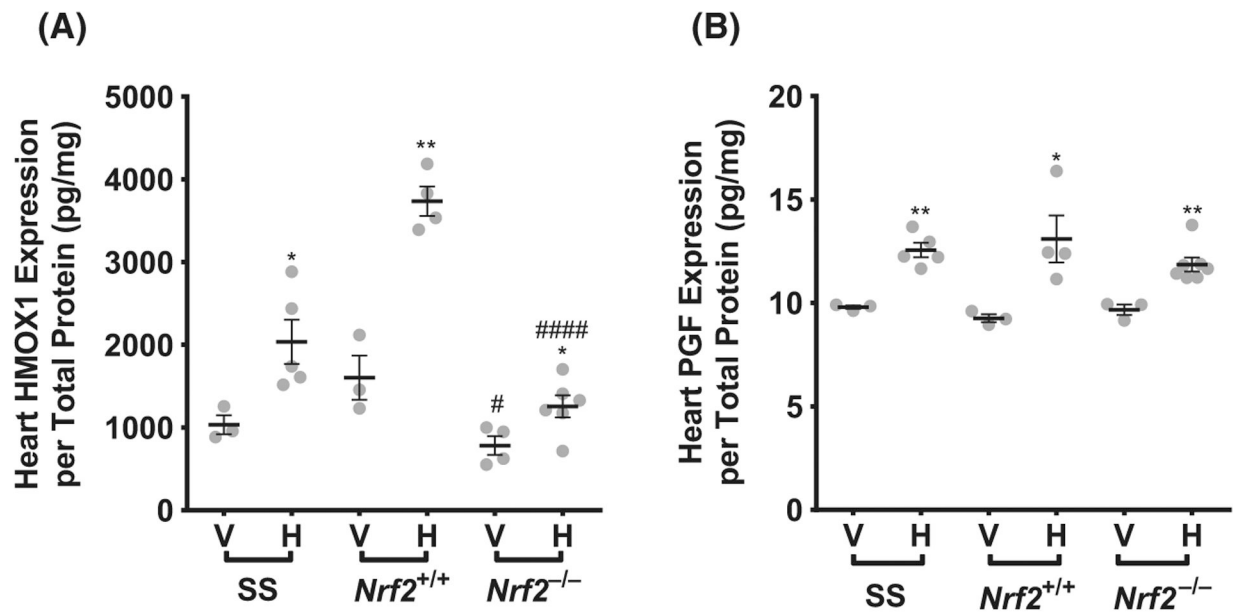 (A)
Heart HMOX1 Expression
per Total Protein (pg/mg)
5000
4000
3000
2000
1000
0
*
**
#
####
*
V H V H V H
SS Nrf2+/+ Nrf2–/–
(B)
Heart PGF Expression
per Total Protein (pg/mg)
20
15
10
5
0
**
*
**
V H V H V H
SS Nrf2+/+ Nrf2–/–